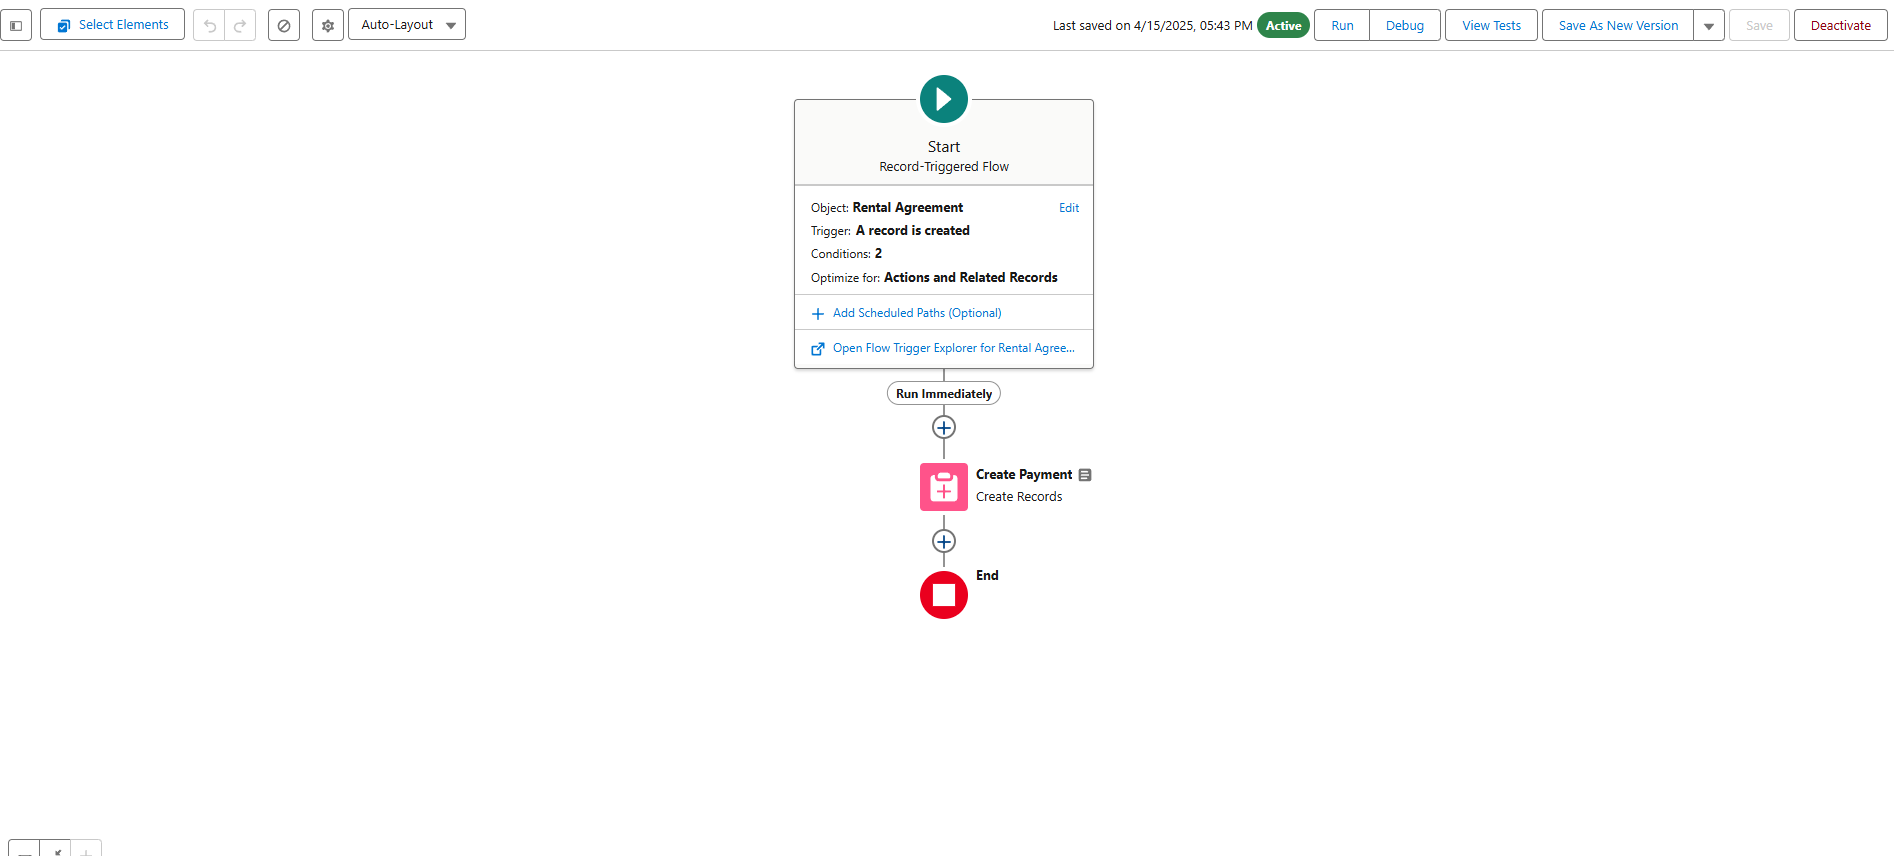 Select Elements
Auto-Layout
Last saved on 4/15/2025, 05:43 PM
Active
Run
Debug
View Tests
Save As New Version
Save
Deactivate
Start
Record-Triggered Flow
Object: Rental Agreement
Edit
Trigger: A record is created
Conditions: 2
Optimize for: Actions and Related Records
Add Scheduled Paths (Optional)
Open Flow Trigger Explorer for Rental Agree...
Run Immediately
Create Payment
Create Records
End